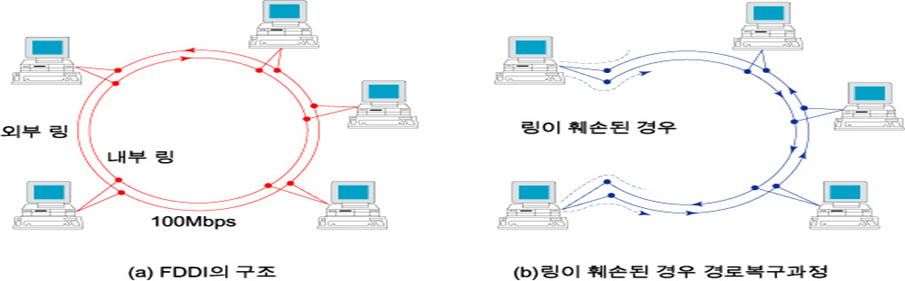 외부 링
내부 링
100Mbps
(a) FDDI의 구조
링이 훼손된 경우
(b)링이 훼손된 경우 경로복구과정